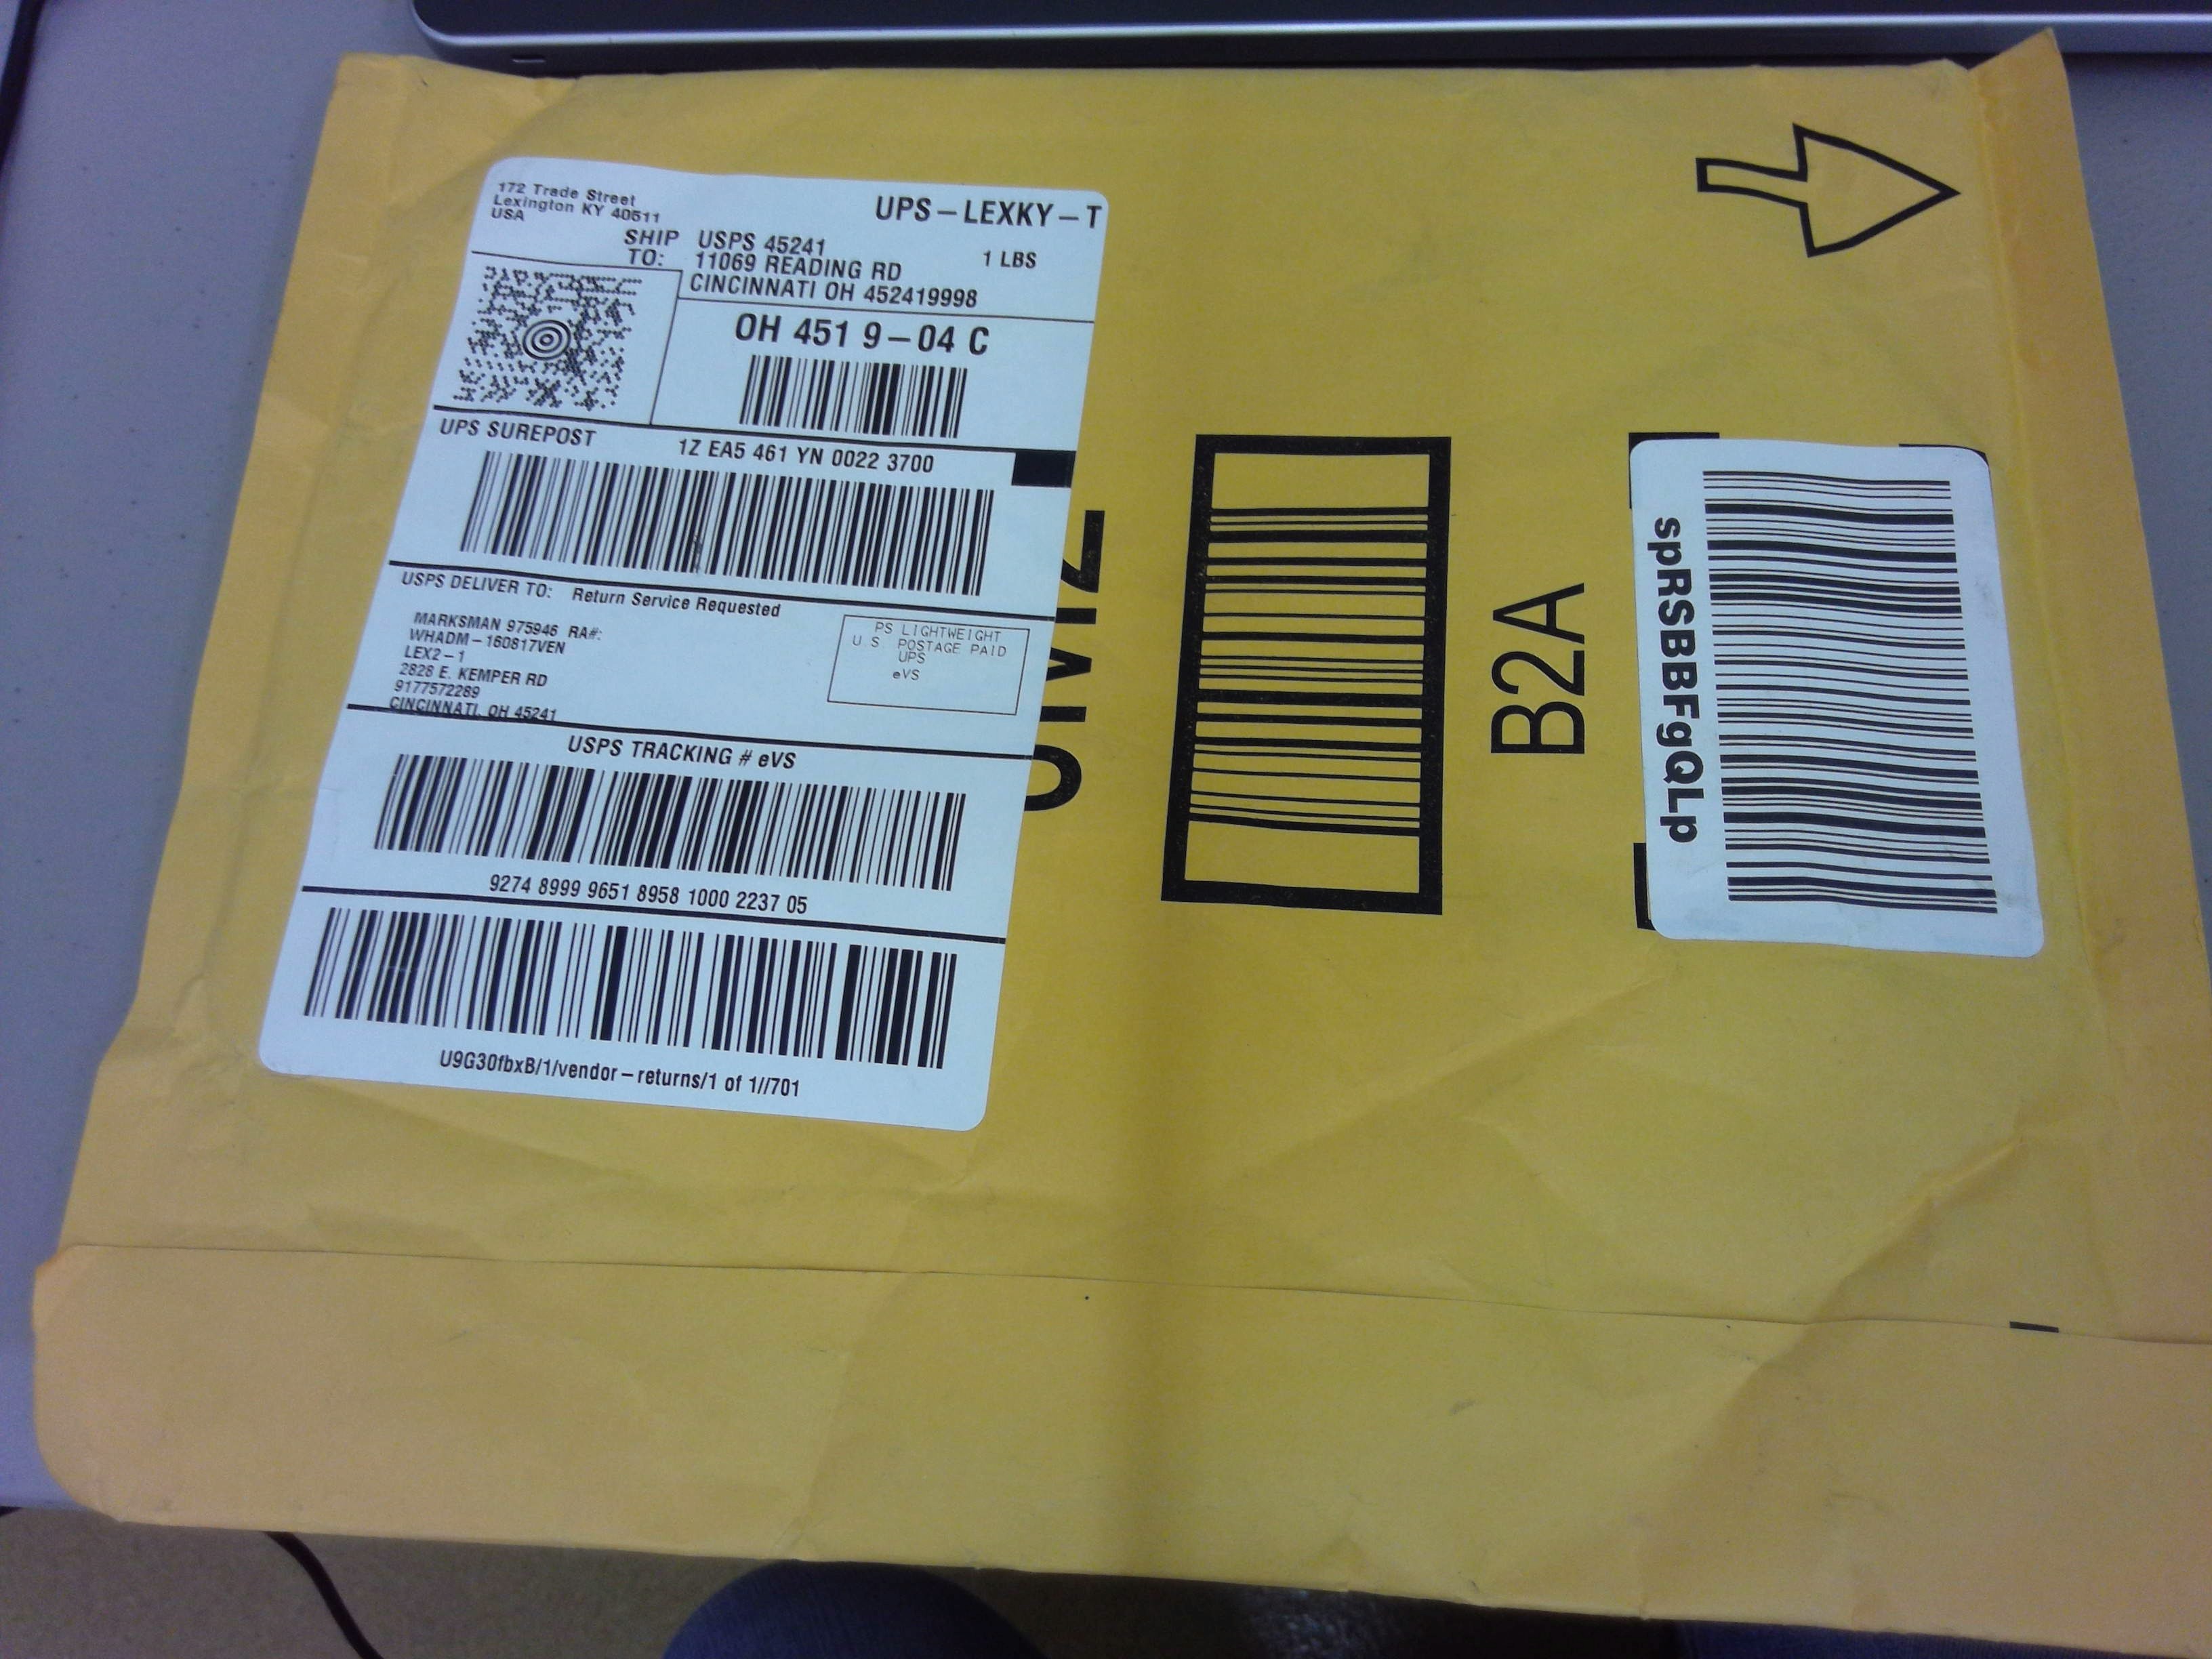 172 Trade Street
Lexington KY 40511
USA
UPS-LEXKY-T
SHIP TO:
USPS 45241
11069 READING RD
CINCINNATI OH 452419998
1 LBS
OH 451 9-04 C
UPS SUREPOST
1Z EA5 461 YN 0022 3700
USPS DELIVER TO: Return Service Requested
MARKSMAN 975946 RA#:
WHADM-160817VEN
LEX2-1
2828 E. KEMPER RD
9177572289
CINCINNATI, OH 45241
PS LIGHTWEIGHT
U S POSTAGE PAID
UPS
eVS
USPS TRACKING # eVS
9274 8999 9651 8958 1000 2237 05
U9G30fbxB/1/vendor-returns/1 of 1//701
B2A
spRSBBFgQLp